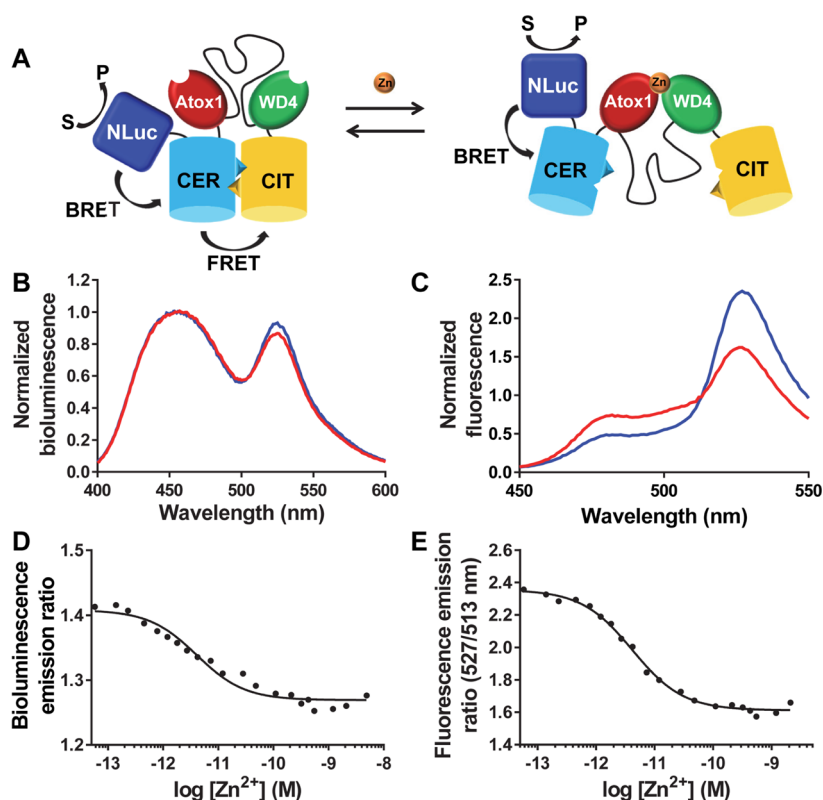 A
S
P
NLuc
Atox1
WD4
CER
CIT
BRET
FRET
Zn
S
P
NLuc
Atox1
Zn
WD4
BRET
CER
CIT
B
Normalized
bioluminescence
1.2
1.0
0.8
0.6
0.4
0.2
0.0
400
450
500
550
600
Wavelength (nm)
C
Normalized
fluorescence
2.5
2.0
1.5
1.0
0.5
0.0
450
500
550
Wavelength (nm)
D
Bioluminescence
emission ratio
1.5
1.4
1.3
1.2
-13
-12
-11
-10
-9
-8
log [Zn²⁺] (M)
E
Fluorescence emission
ratio (527/513 nm)
2.6
2.4
2.2
2.0
1.8
1.6
1.4
-13
-12
-11
-10
-9
log [Zn²⁺] (M)